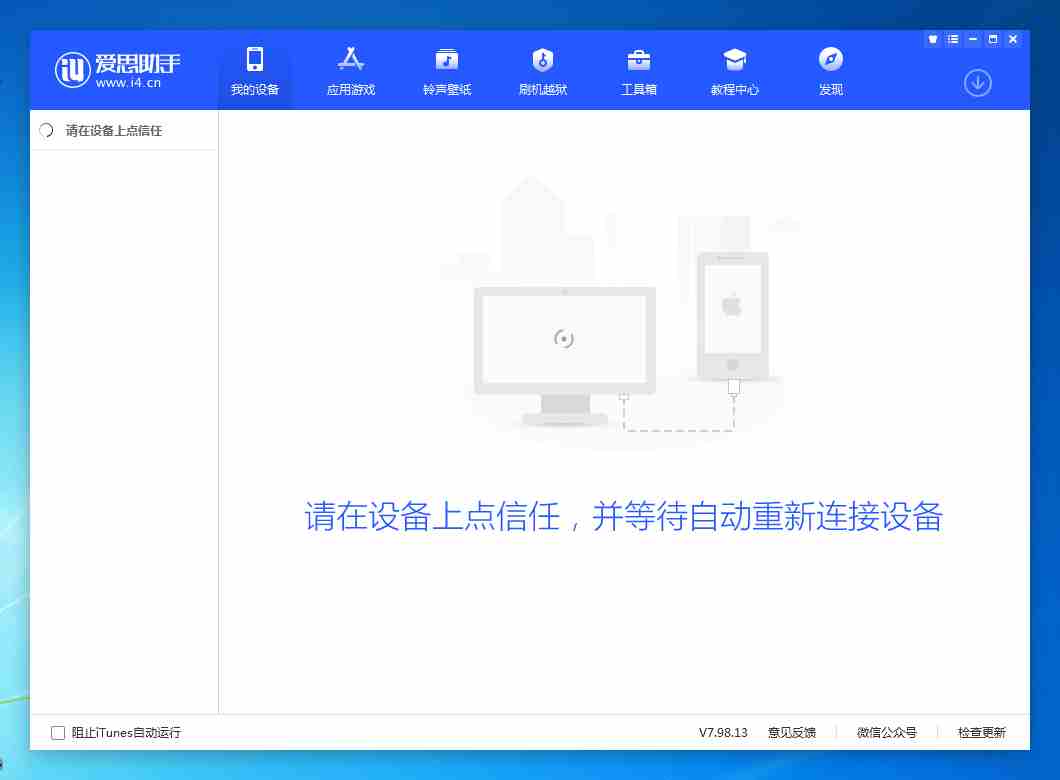 爱思助手
www.i4.cn
我的设备
应用游戏
铃声壁纸
刷机越狱
工具箱
教程中心
发现
请在设备上点信任
请在设备上点信任，并等待自动重新连接设备
阻止iTunes自动运行
V7.98.13
意见反馈
微信公众号
检查更新